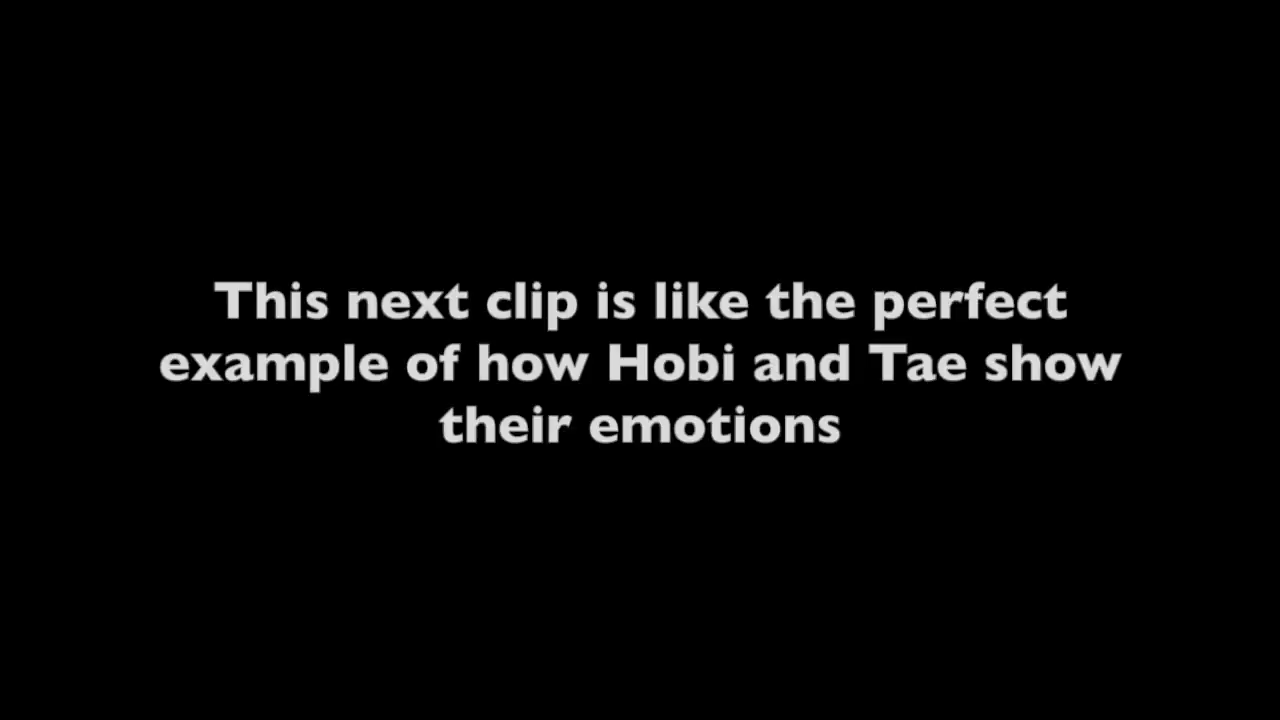 This next clip is like the perfect
example of how Hobi and Tae show
their emotions